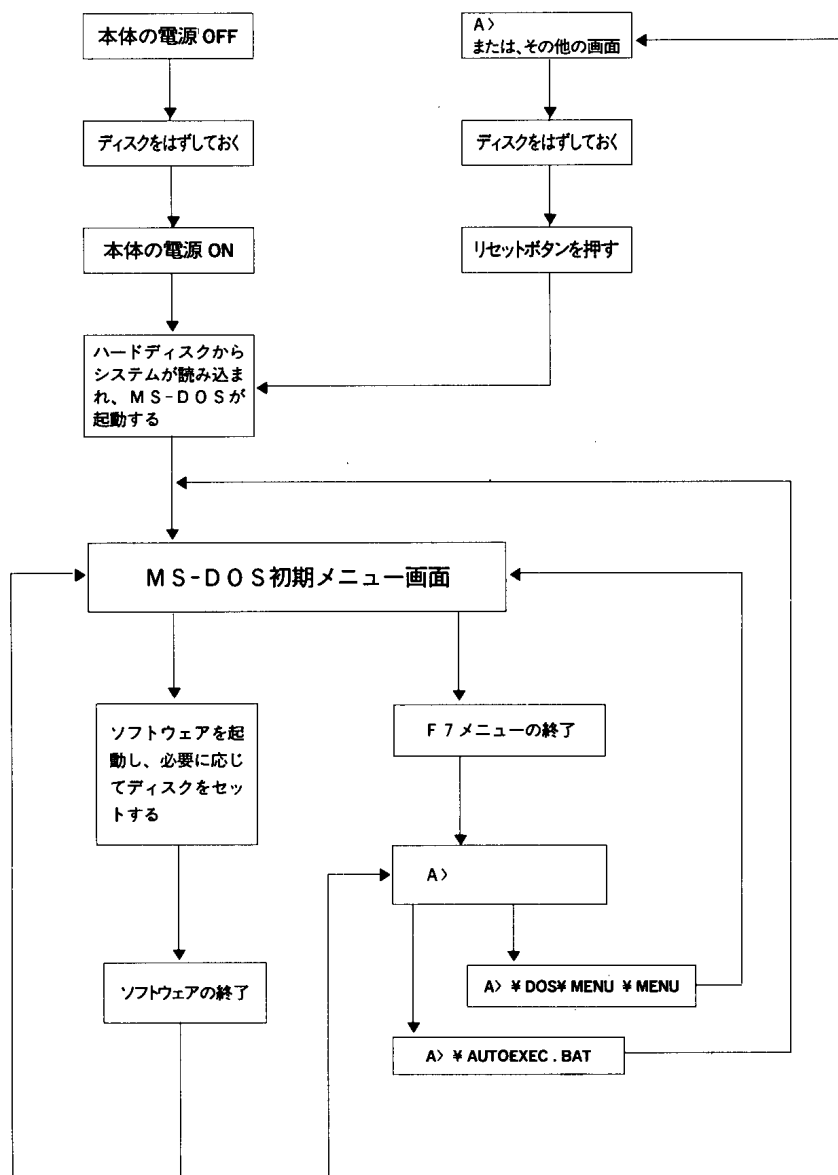 本体の電源 OFF
ディスクをはずしておく
本体の電源 ON
ハードディスクから
システムが読み込ま
れ、MS-DOSが
起動する
A〉
または、その他の画面
ディスクをはずしておく
リセットボタンを押す
MS-DOS初期メニュー画面
ソフトウェアを起
動し、必要に応じ
てディスクをセッ
トする
ソフトウェアの終了
F7メニューの終了
A〉
A〉¥DOS¥MENU¥MENU
A〉¥AUTOEXEC.BAT